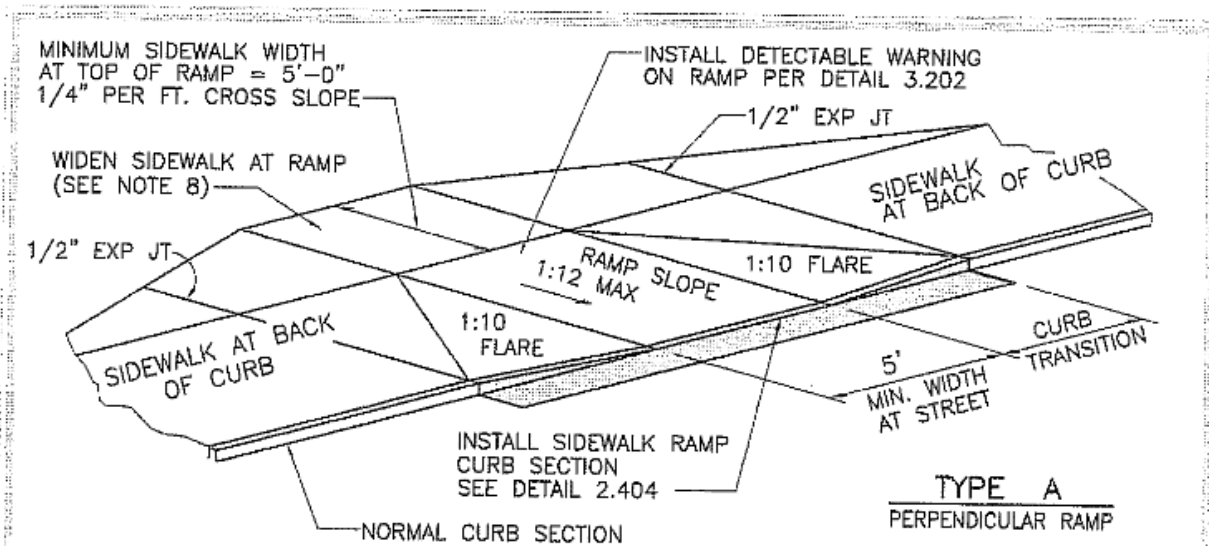 MINIMUM SIDEWALK WIDTH
AT TOP OF RAMP = 5'-0"
1/4" PER FT. CROSS SLOPE
INSTALL DETECTABLE WARNING
ON RAMP PER DETAIL 3.202
1/2" EXP JT
WIDEN SIDEWALK AT RAMP
(SEE NOTE 8)
SIDEWALK
AT BACK OF CURB
1/2" EXP JT
RAMP SLOPE
1:12 MAX
1:10 FLARE
1:10
FLARE
SIDEWALK AT BACK
OF CURB
CURB
TRANSITION
5'
MIN. WIDTH
AT STREET
INSTALL SIDEWALK RAMP
CURB SECTION
SEE DETAIL 2.404
NORMAL CURB SECTION
TYPE A
PERPENDICULAR RAMP